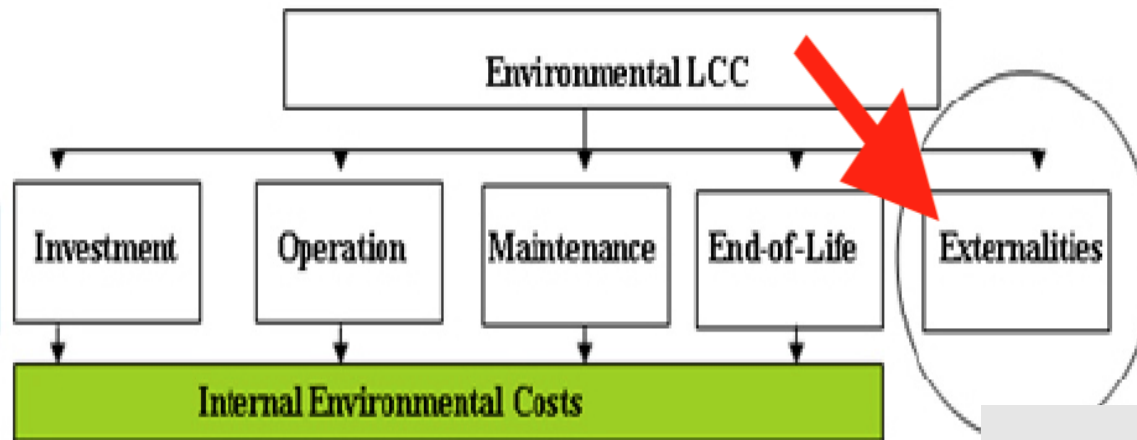 Environmental LCC
Investment
Operation
Maintenance
End-of-Life
Externalities
Internal Environmental Costs